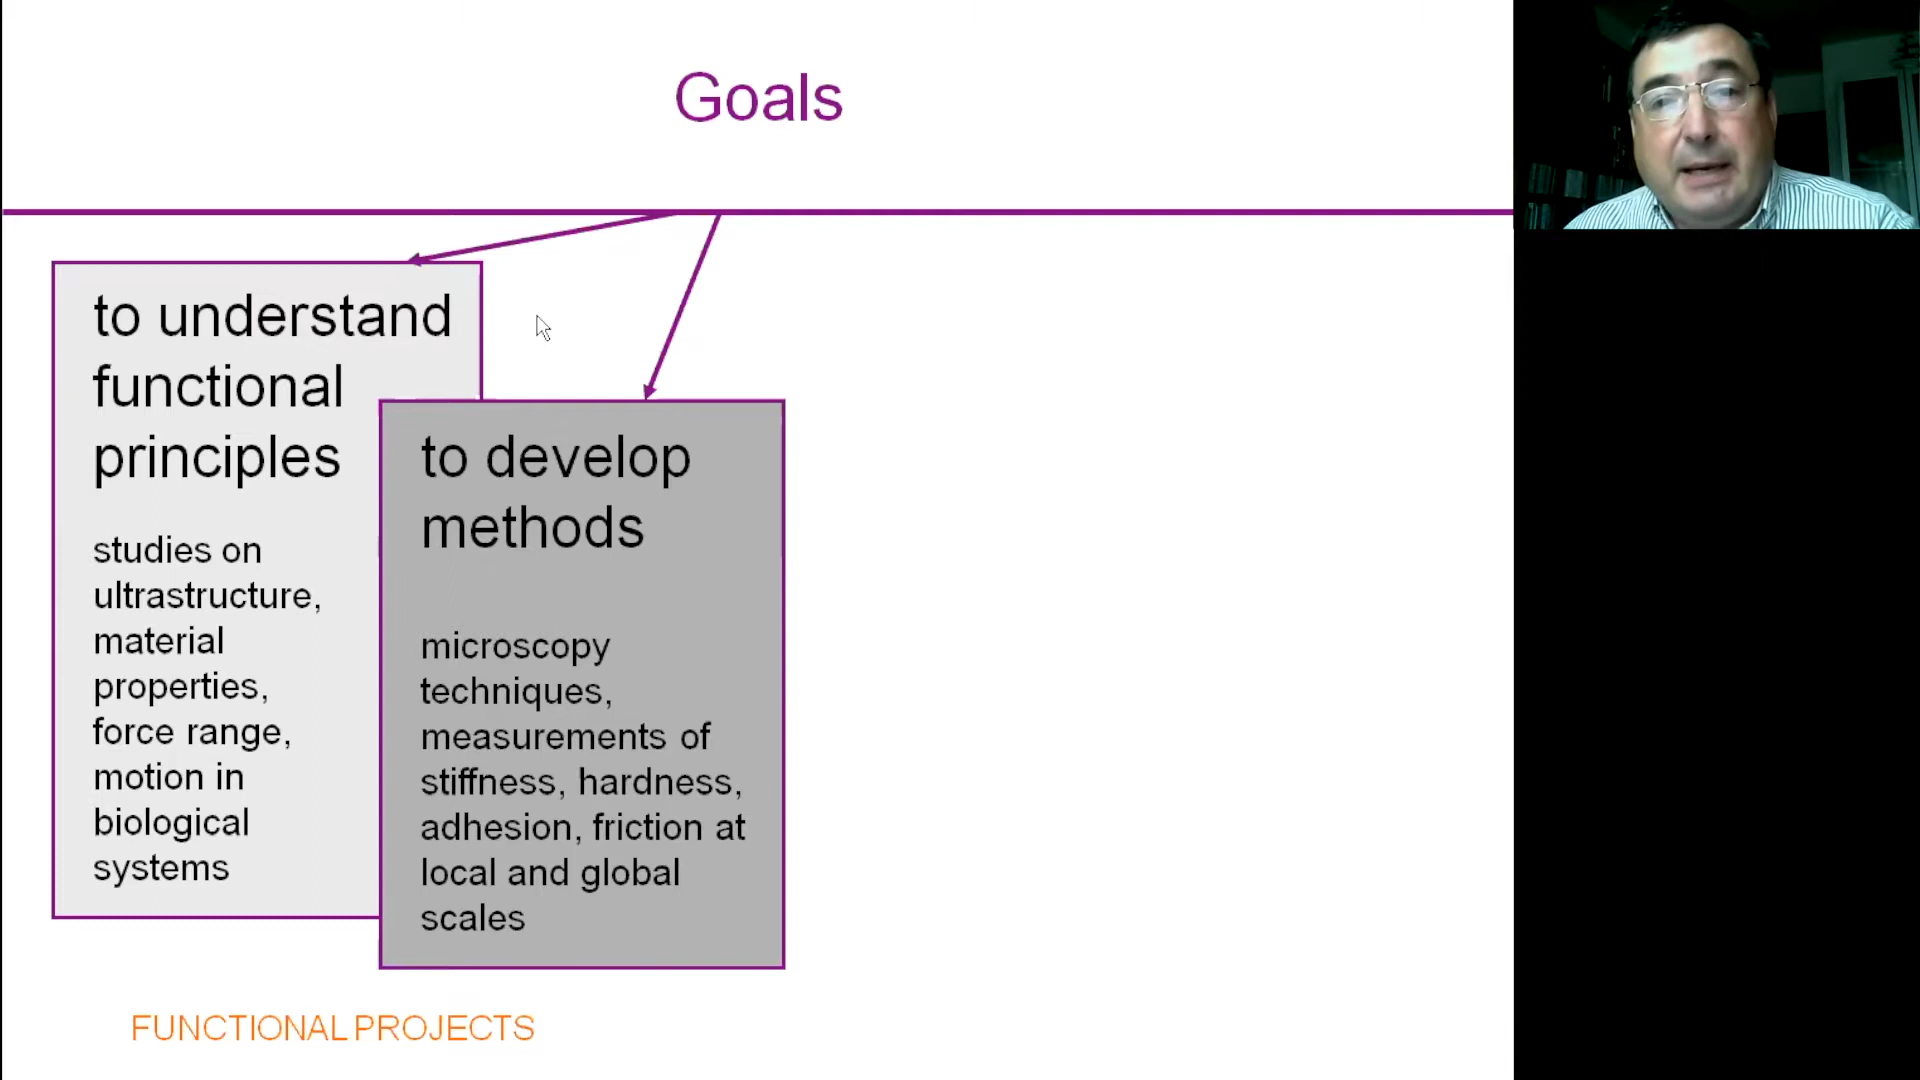 Goals
to understand
functional
principles
studies on
ultrastructure,
material
properties,
force range,
motion in
biological
systems
to develop
methods
microscopy
techniques,
measurements of
stiffness, hardness,
adhesion, friction at
local and global
scales
FUNCTIONAL PROJECTS